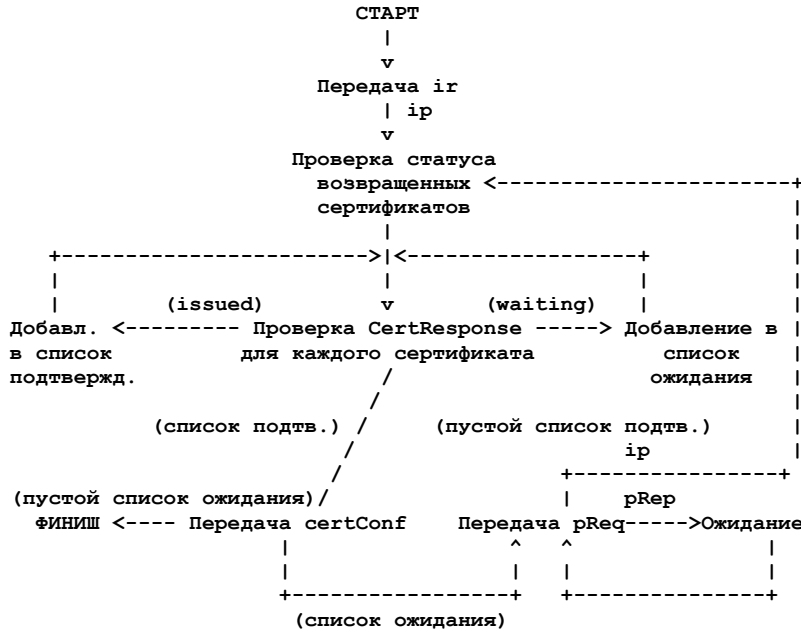 СТАРТ
Передача ir
ip
Проверка статуса
возвращенных
сертификатов
(issued) (waiting)
Добавл. Проверка CertResponse Добавление в
в список для каждого сертификата список
подтвержд. ожидания
(список подтв.) (пустой список подтв.)
ip
(пустой список ожидания) pRep
ФИНИШ Передача certConf Передача pReq Ожидание
(список ожидания)